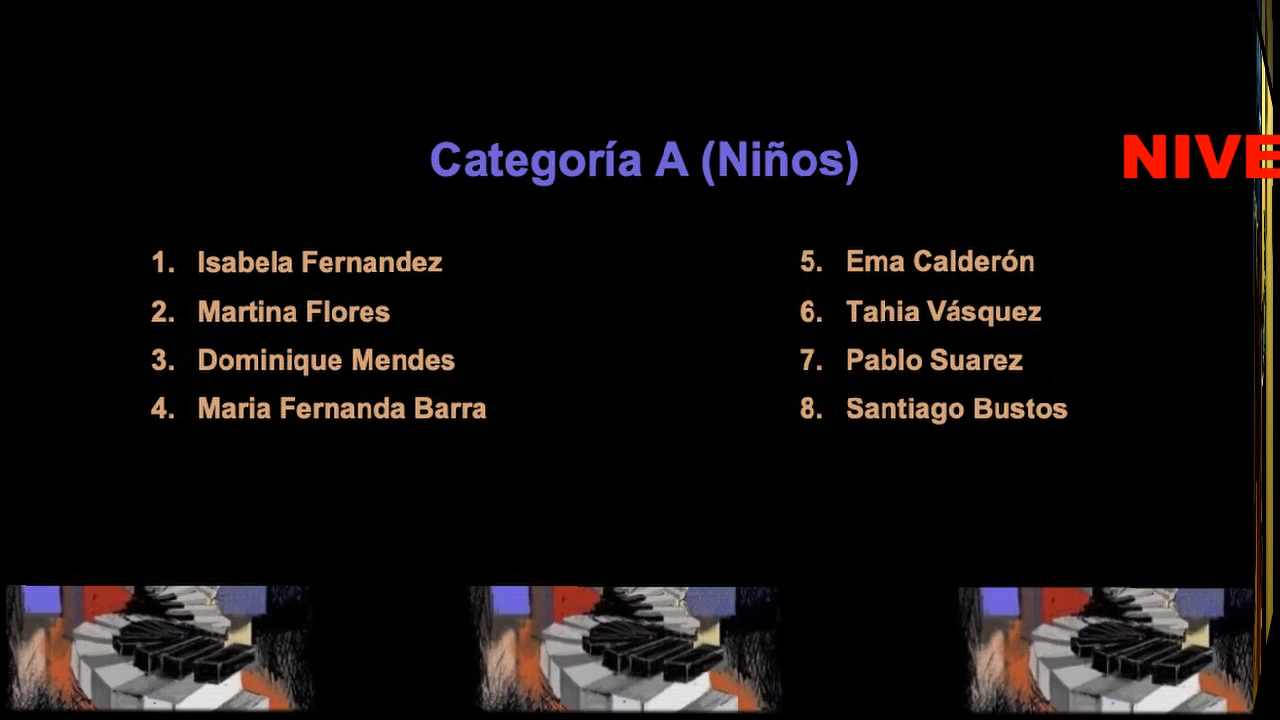 Categoría A (Niños)
NIVE
1. Isabela Fernandez
2. Martina Flores
3. Dominique Mendes
4. Maria Fernanda Barra
5. Ema Calderón
6. Tahia Vásquez
7. Pablo Suarez
8. Santiago Bustos